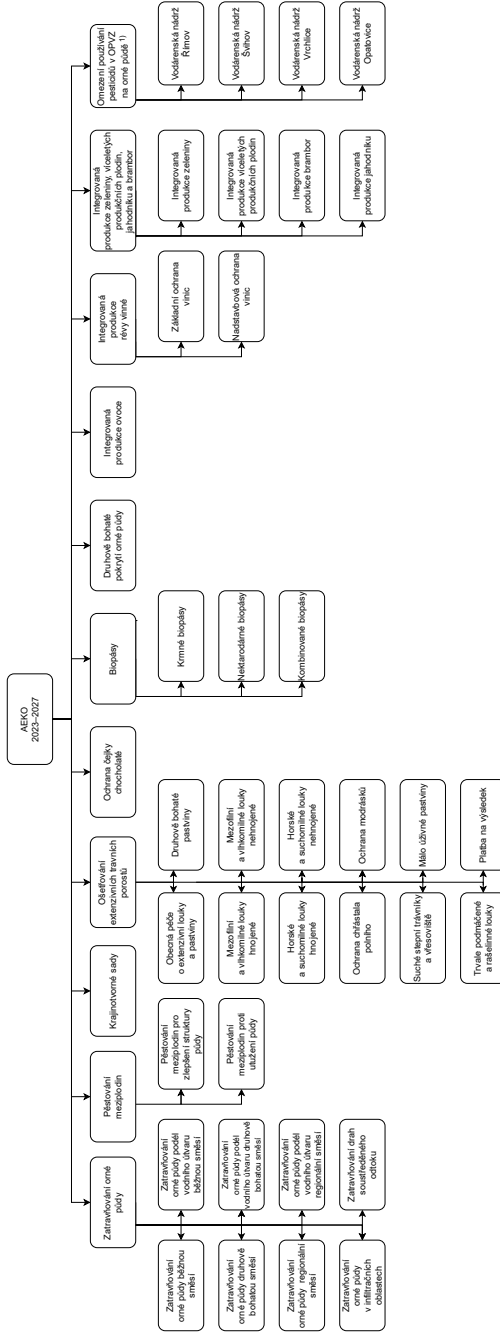 AEKO
2023–2027
Zatravňování orné
půdy
Zatravňování
orné půdy běžnou
směsí
Zatravňování
orné půdy podél
vodního útvaru
běžnou směsí
Zatravňování
orné půdy druhově
bohatou směsí
Zatravňování
orné půdy podél
vodního útvaru druhově
bohatou směsí
Zatravňování
orné půdy regionální
směsí
Zatravňování
orné půdy podél
vodního útvaru
regionální směsí
Zatravňování
orné půdy
v infiltračních
oblastech
Zatravňování drah
soustředěného
odtoku
Pěstování
meziplodin
Pěstování
meziplodin pro
zlepšení struktury
půdy
Pěstování
meziplodin proti
utužení půdy
Krajinotvorné sady
Ošetřování
extenzivních travních
porostů
Obecná péče
o extenzivní louky
a pastviny
Druhově bohaté
pastviny
Mezofilní
a vlhkomilné louky
hnojené
Mezofilní
a vlhkomilné louky
nehnojené
Horské
a suchomilné louky
hnojené
Horské
a suchomilné louky
nehnojené
Ochrana chřástala
polního
Ochrana modrásků
Suché stepní trávníky
a vřesoviště
Málo úživné pastviny
Trvale podmáčené
a rašelinné louky
Platba na výsledek
Ochrana čejky
chocholaté
Biopásy
Krmné biopásy
Nektarodárné biopásy
Kombinované biopásy
Druhově bohaté
pokrytí orné půdy
Integrovaná
produkce ovoce
Integrovaná
produkce
révy vinné
Základní ochrana
vinic
Nadstavbová ochrana
vinic
Integrovaná
produkce zeleniny, víceletých
produkčních plodin,
jahodníku a brambor
Integrovaná
produkce zeleniny
Integrovaná
produkce víceletých
produkčních plodin
Integrovaná
produkce brambor
Integrovaná
produkce jahodníku
Omezení používání
pesticidů v OPVZ
na orné půdě 1)
Vodárenská nádrž
Římov
Vodárenská nádrž
Švihov
Vodárenská nádrž
Vrchlice
Vodárenská nádrž
Opatovice